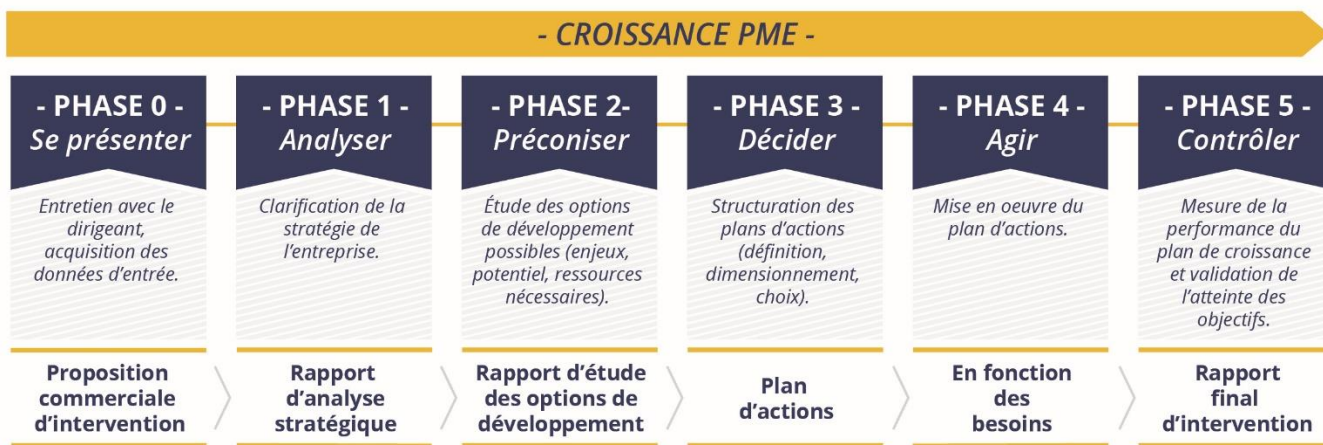 - CROISSANCE PME -
- PHASE 0 -
Se présenter
Entretien avec le
dirigeant,
acquisition des
données d'entrée.
Proposition
commerciale
d'intervention
- PHASE 1 -
Analyser
Clarification de la
stratégie de
l'entreprise.
Rapport
d'analyse
stratégique
- PHASE 2-
Préconiser
Étude des options
de développement
possibles (enjeux,
potentiel, ressources
nécessaires).
Rapport d'étude
des options de
développement
- PHASE 3 -
Décider
Structuration des
plans d'actions
(définition,
dimensionnement,
choix).
Plan
d'actions
- PHASE 4 -
Agir
Mise en oeuvre du
plan d'actions.
En fonction
des
besoins
- PHASE 5 -
Contrôler
Mesure de la
performance du
plan de croissance
et validation de
l'atteinte des
objectifs.
Rapport
final
d'intervention